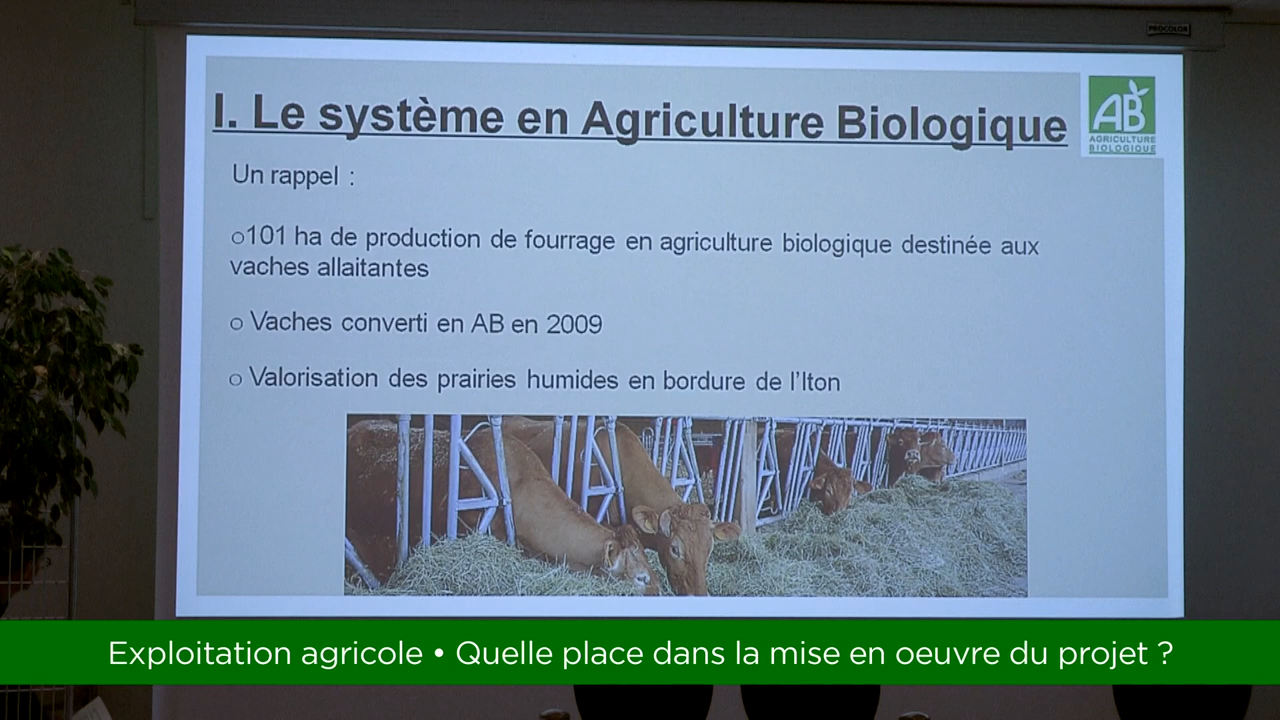 PROCOLOR
I. Le système en Agriculture Biologique
AB
AGRICULTURE
BIOLOGIQUE
Un rappel :
o101 ha de production de fourrage en agriculture biologique destinée aux
vaches allaitantes
o Vaches converti en AB en 2009
o Valorisation des prairies humides en bordure de l'Iton
Exploitation agricole • Quelle place dans la mise en oeuvre du projet ?